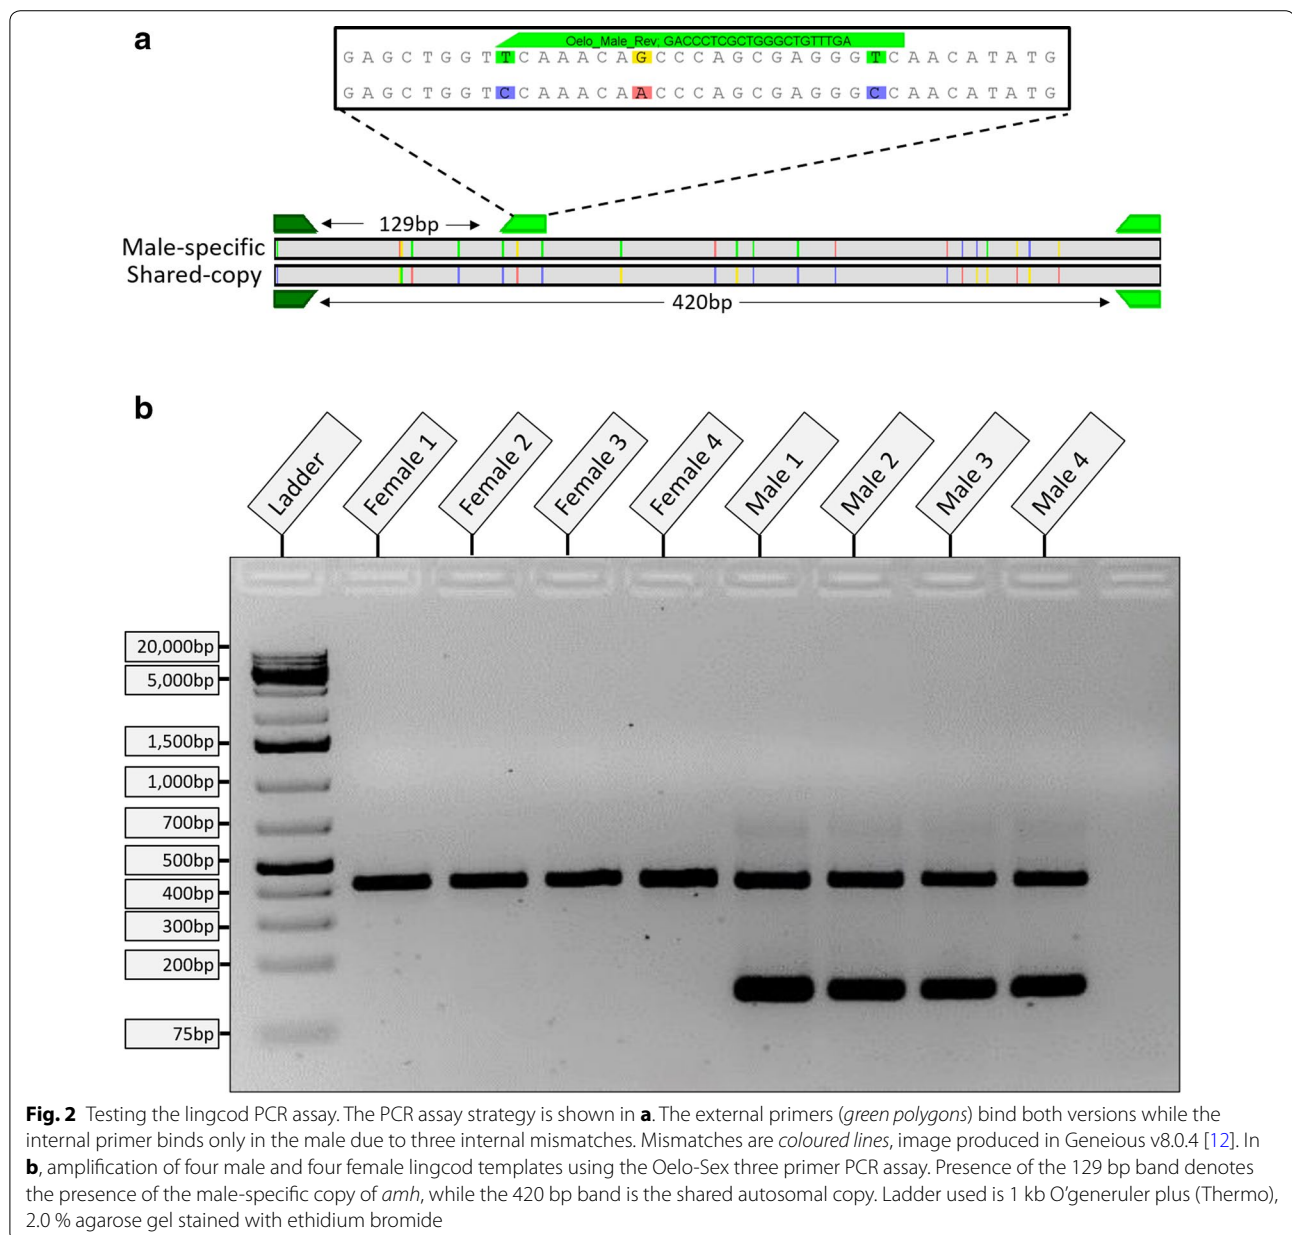 a
Oelo_Male_Rev: GACCCTCGCTGGGCTGTTTGA
G A G C T G G T T C A A A C A G C C C A G C G A G G G T C A A C A T A T G
G A G C T G G T C C A A A C A A C C C A G C G A G G G C C A A C A T A T G
129bp
Male-specific
Shared-copy
420bp
b
Ladder
Female 1
Female 2
Female 3
Female 4
Male 1
Male 2
Male 3
Male 4
20,000bp
5,000bp
1,500bp
1,000bp
700bp
500bp
400bp
300bp
200bp
75bp
Fig. 2 Testing the lingcod PCR assay. The PCR assay strategy is shown in a. The external primers (green polygons) bind both versions while the
internal primer binds only in the male due to three internal mismatches. Mismatches are coloured lines, image produced in Geneious v8.0.4 [12]. In
b, amplification of four male and four female lingcod templates using the Oelo-Sex three primer PCR assay. Presence of the 129 bp band denotes
the presence of the male-specific copy of amh, while the 420 bp band is the shared autosomal copy. Ladder used is 1 kb O'generuler plus (Thermo),
2.0 % agarose gel stained with ethidium bromide